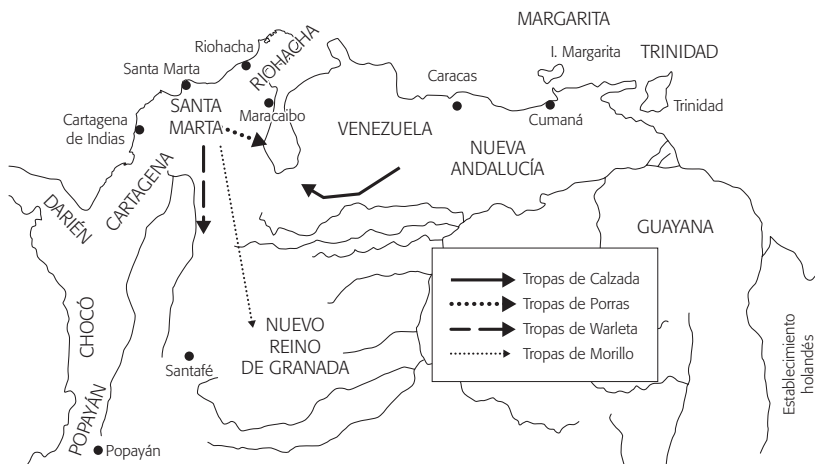 MARGARITA
I. Margarita
TRINIDAD
Trinidad
Riohacha
RIOHACHA
Santa Marta
SANTA
MARTA
Maracaibo
Caracas
Cumaná
VENEZUELA
NUEVA
ANDALUCÍA
Cartagena
de Indias
CARTAGENA
DARIÉN
GUAYANA
CHOCÓ
NUEVO
REINO
DE GRANADA
Santafé
POPAYÁN
Popayán
Tropas de Calzada
Tropas de Porras
Tropas de Warleta
Tropas de Morillo
Establecimiento
holandés